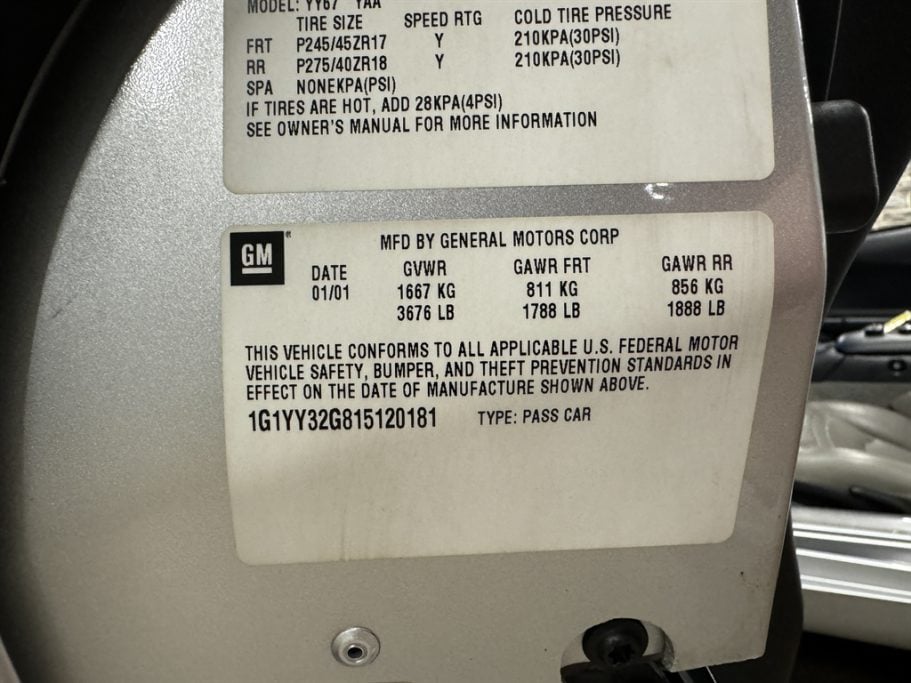 MODEL: YY67 YAA
TIRE SIZE SPEED RTG COLD TIRE PRESSURE
FRT P245/45ZR17 Y 210KPA(30PSI)
RR P275/40ZR18 Y 210KPA(30PSI)
SPA NONEKPA(PSI)
IF TIRES ARE HOT, ADD 28KPA(4PSI)
SEE OWNER'S MANUAL FOR MORE INFORMATION
GM® MFD BY GENERAL MOTORS CORP
DATE GVWR GAWR FRT GAWR RR
01/01 1667 KG 811 KG 856 KG
3676 LB 1788 LB 1888 LB
THIS VEHICLE CONFORMS TO ALL APPLICABLE U.S. FEDERAL MOTOR
VEHICLE SAFETY, BUMPER, AND THEFT PREVENTION STANDARDS IN
EFFECT ON THE DATE OF MANUFACTURE SHOWN ABOVE.
1G1YY32G815120181 TYPE: PASS CAR